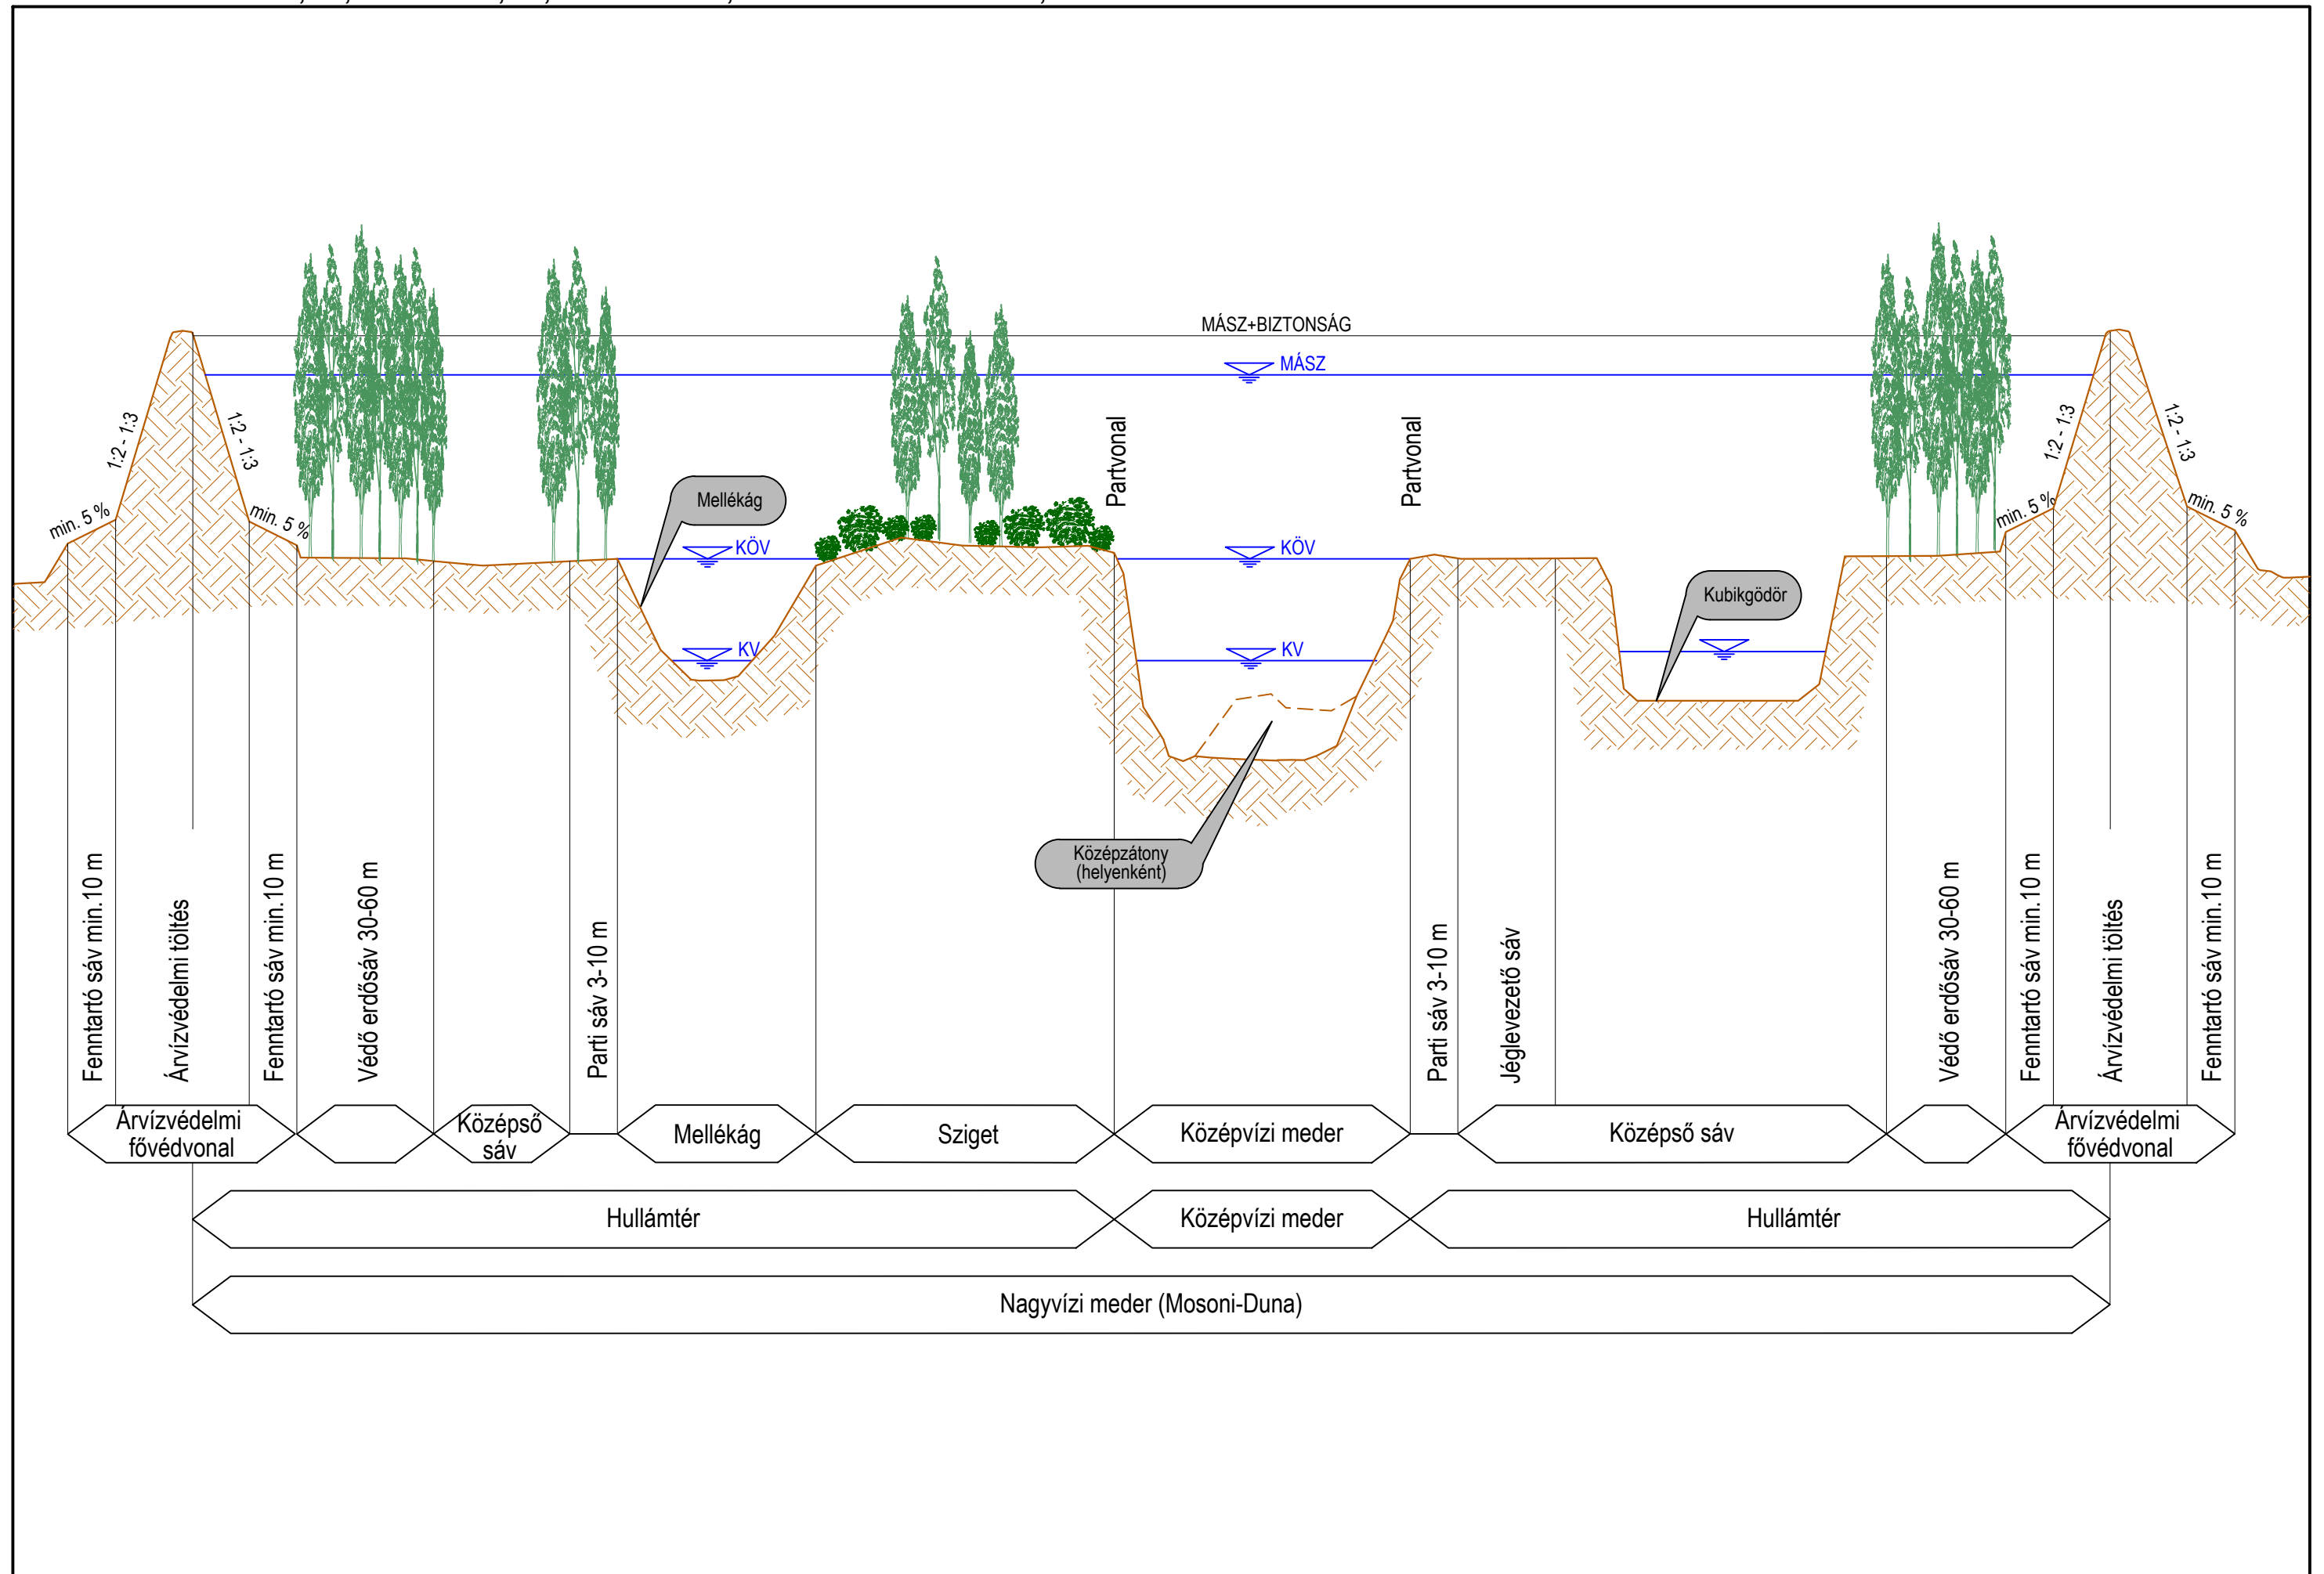 MÁSZ+BIZTONSÁG
MÁSZ
Partvonal
Partvonal
1:2 - 1:3
1:2 - 1:3
1:2 - 1:3
1:2 - 1:3
min. 5 %
min. 5 %
min. 5 %
min. 5 %
Mellékág
KÖV
KÖV
Kubikgödör
KV
KV
Középzátony
(helyenként)
Fenntartó sáv min.10 m
Árvízvédelmi töltés
Fenntartó sáv min.10 m
Védő erdősáv 30-60 m
Parti sáv 3-10 m
Parti sáv 3-10 m
Jéglevezető sáv
Védő erdősáv 30-60 m
Fenntartó sáv min.10 m
Árvízvédelmi töltés
Fenntartó sáv min.10 m
Árvízvédelmi
fővédvonal
Középső
sáv
Mellékág
Sziget
Középvízi meder
Középső sáv
Árvízvédelmi
fővédvonal
Hullámtér
Középvízi meder
Hullámtér
Nagyvízi meder (Mosoni-Duna)